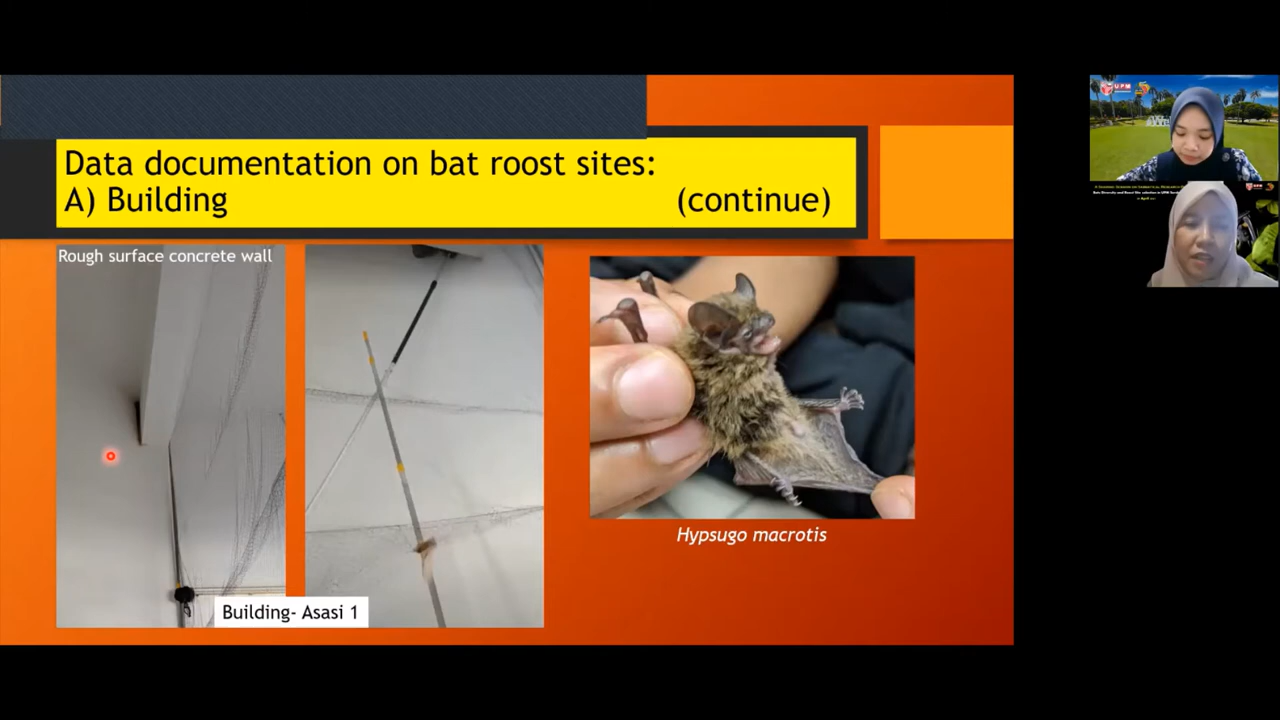 Data documentation on bat roost sites:
A) Building (continue)
Rough surface concrete wall
Building- Asasi 1
Hypsugo macrotis
UPM